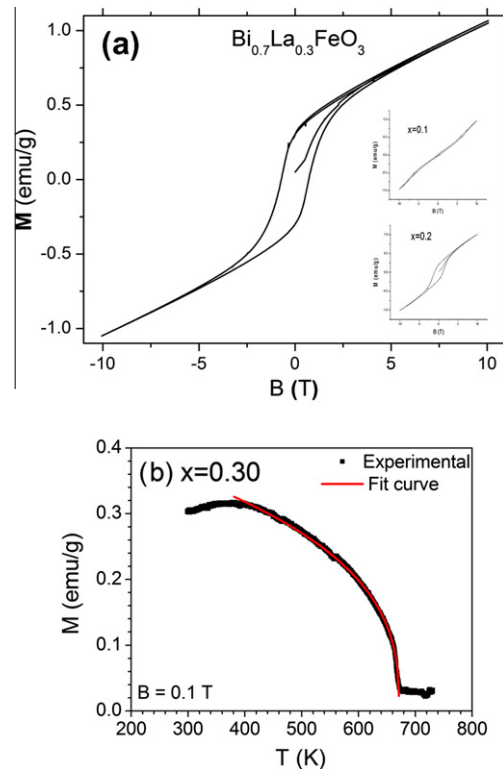 (a)
Bi₀.₇La₀.₃FeO₃
1.0
0.5
0.0
-0.5
-1.0
M (emu/g)
-10
-5
0
5
10
B (T)
x=0.1
M (emu/g)
B (T)
x=0.2
M (emu/g)
B (T)
(b) x=0.30
Experimental
Fit curve
0.4
0.3
0.2
0.1
0.0
M (emu/g)
B = 0.1 T
200
300
400
500
600
700
800
T (K)